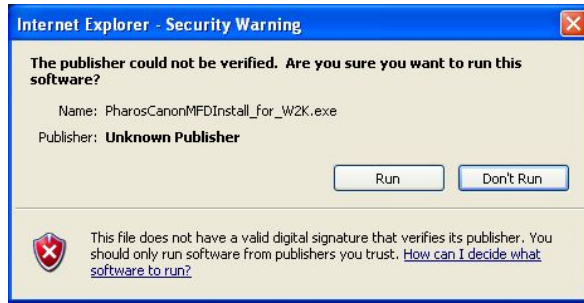 Internet Explorer - Security Warning
The publisher could not be verified. Are you sure you want to run this
software?
Name: PharosCanonMFDInstall_for_W2K.exe
Publisher: Unknown Publisher
Run Don't Run
This file does not have a valid digital signature that verifies its publisher. You
should only run software from publishers you trust. How can I decide what
software to run?